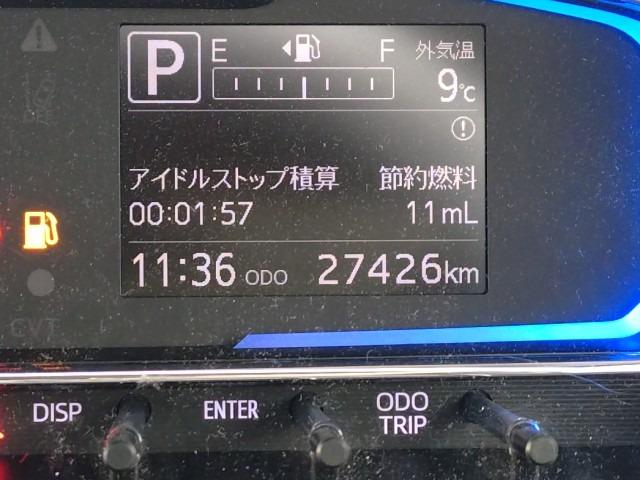 P
E F 外気温
9℃
アイドルストップ積算 節約燃料
00:01:57 11mL
11:36 ODO 27426km
CVT
DISP ENTER ODO TRIP